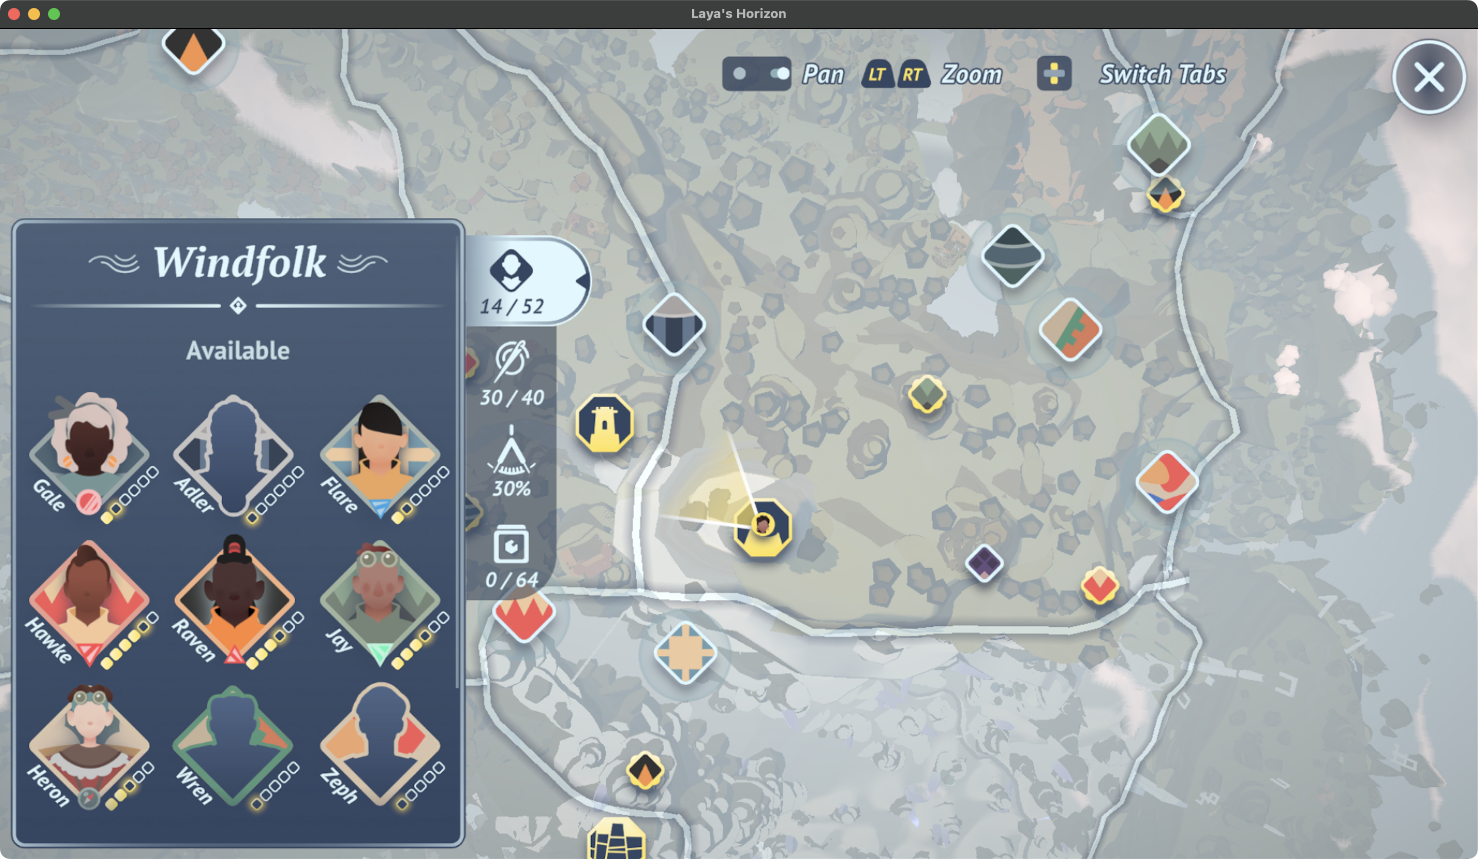 Laya's Horizon
Pan
LT RT Zoom
Switch Tabs
Windfolk
Available
Gale
Adler
Flare
Hawke
Raven
Jay
Heron
Wren
Zeph
14 / 52
30 / 40
30%
0 / 64